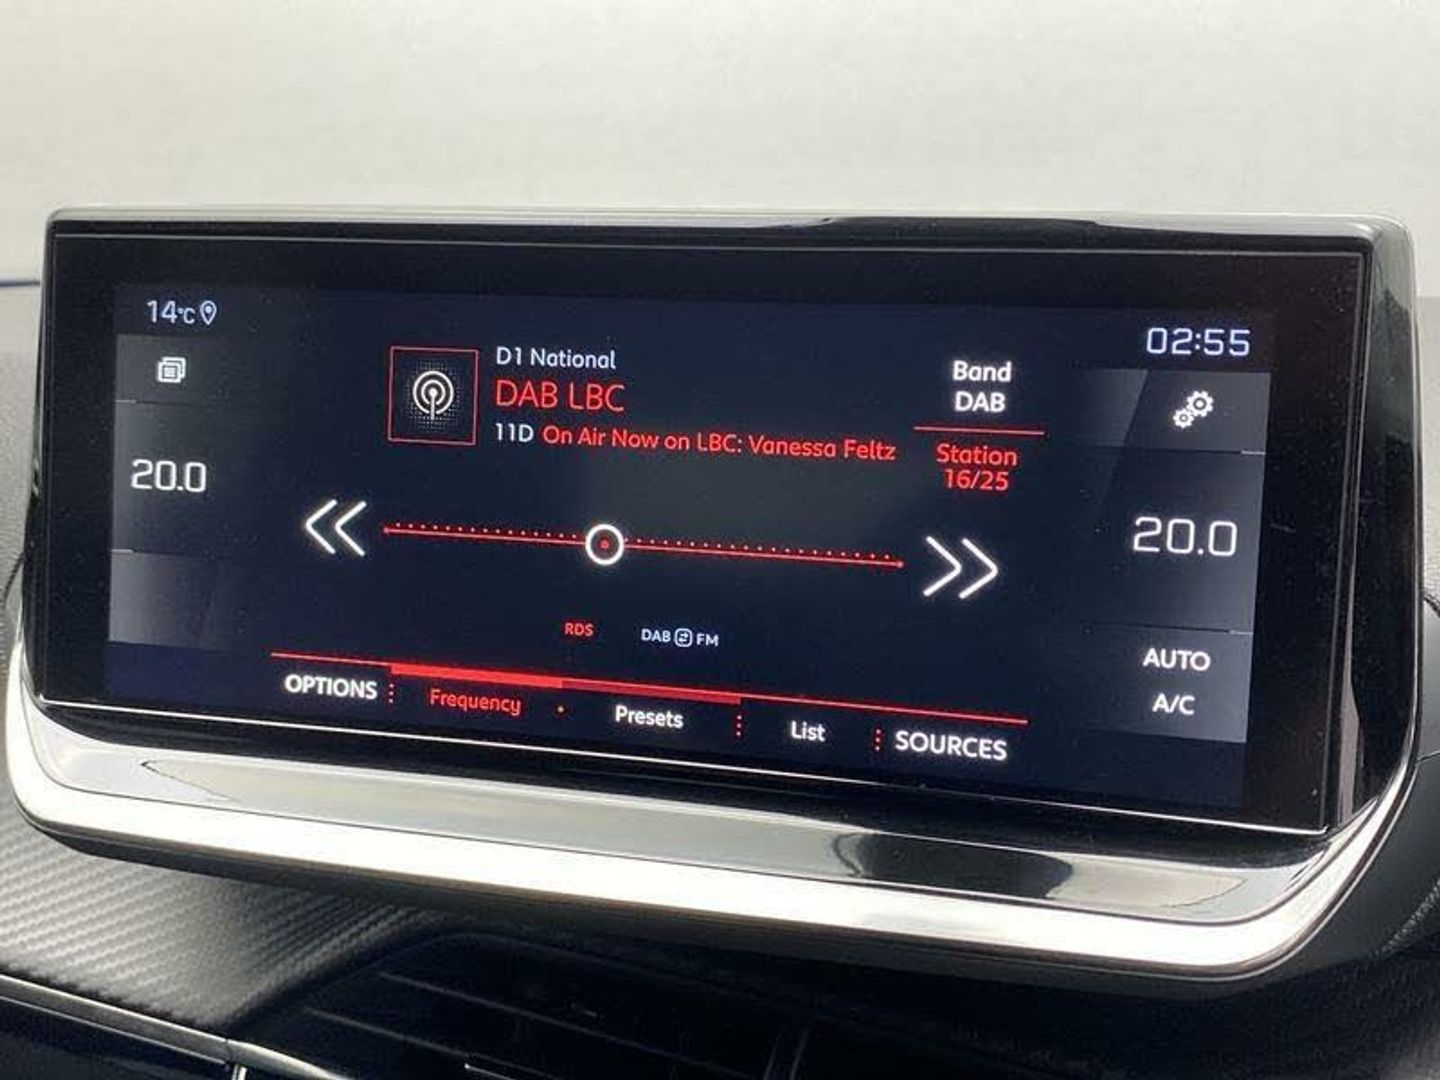 14°C
02:55
D1 National
DAB LBC
11D On Air Now on LBC: Vanessa Feltz
Band
DAB
Station
16/25
20.0
20.0
RDS
DAB FM
AUTO
A/C
OPTIONS
Frequency
Presets
List
SOURCES